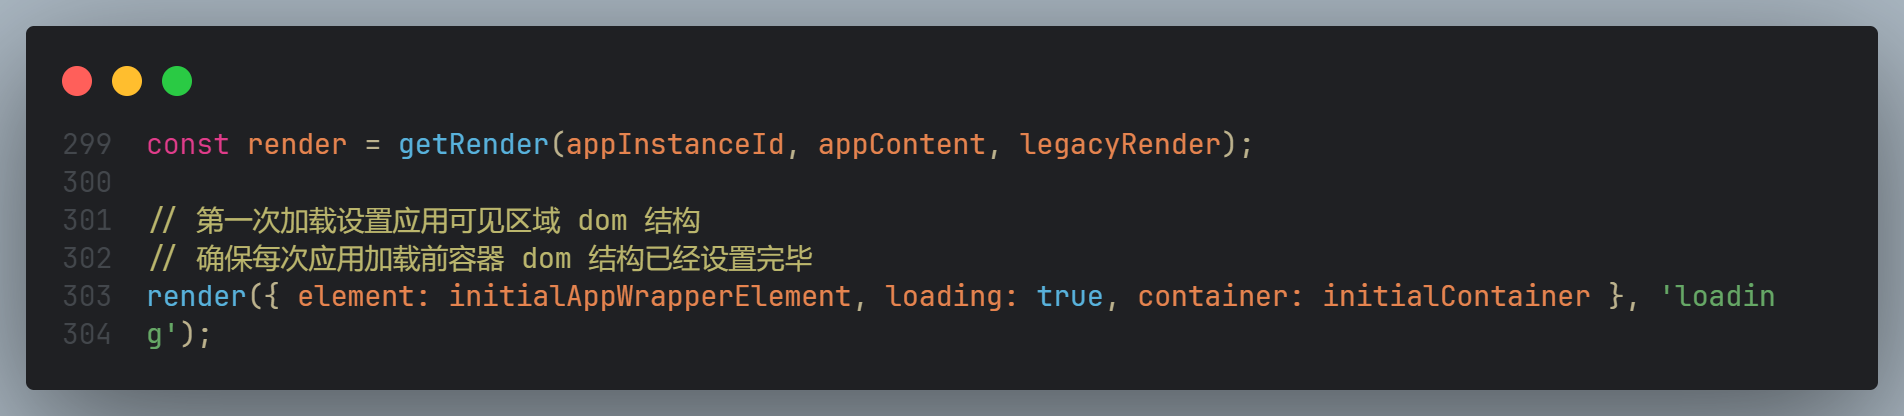 299 const render = getRender(appInstanceId, appContent, legacyRender);
300
301 // 第一次加载设置应用可见区域 dom 结构
302 // 确保每次应用加载前容器 dom 结构已经设置完毕
303 render({ element: initialAppWrapperElement, loading: true, container: initialContainer }, 'loadin
304 g');